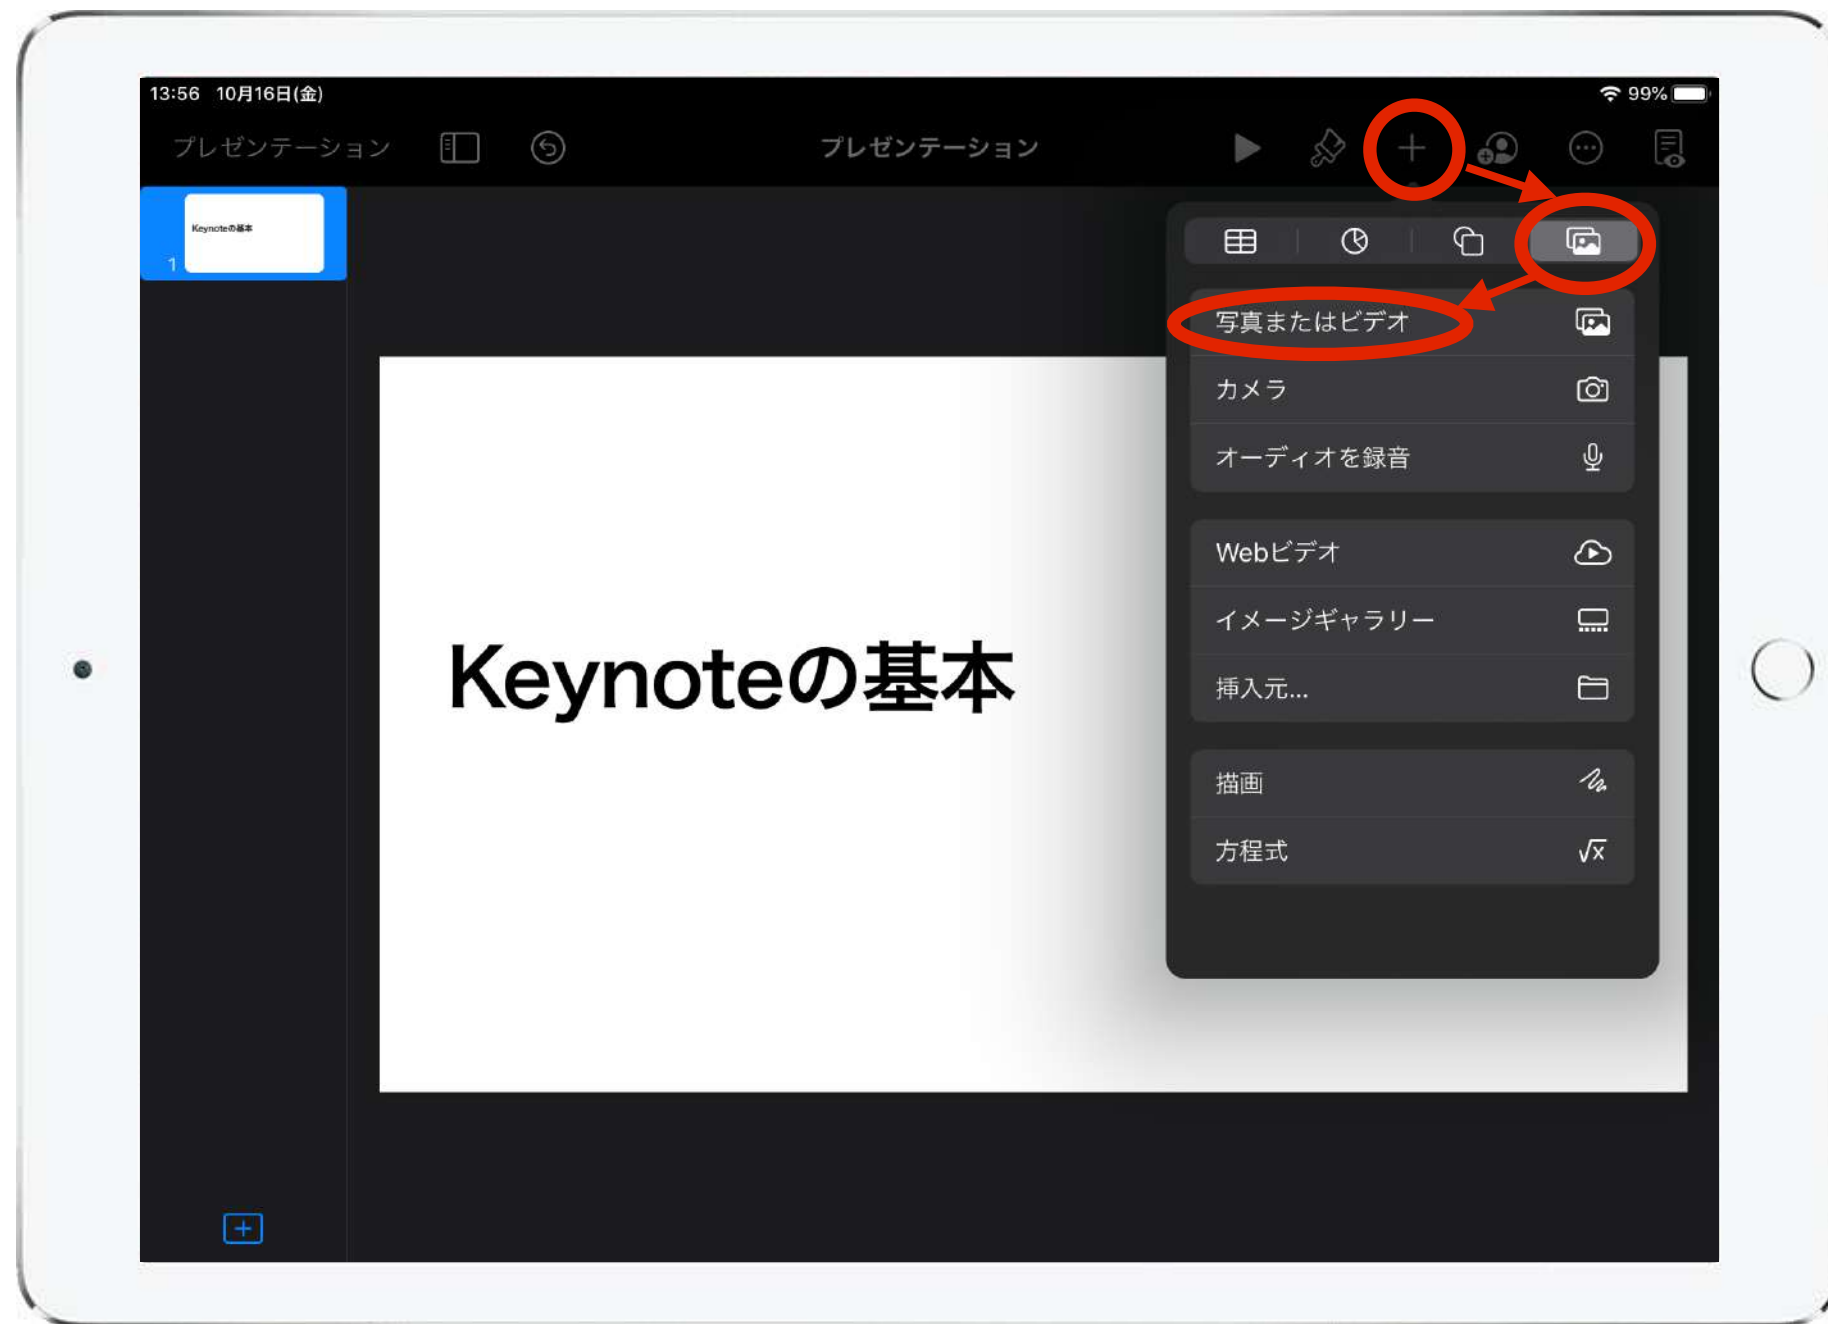 13:56 10月16日(金)
99%
プレゼンテーション
プレゼンテーション
Keynoteの基本
1
写真またはビデオ
カメラ
オーディオを録音
Webビデオ
イメージギャラリー
挿入元...
描画
方程式
√x
Keynoteの基本